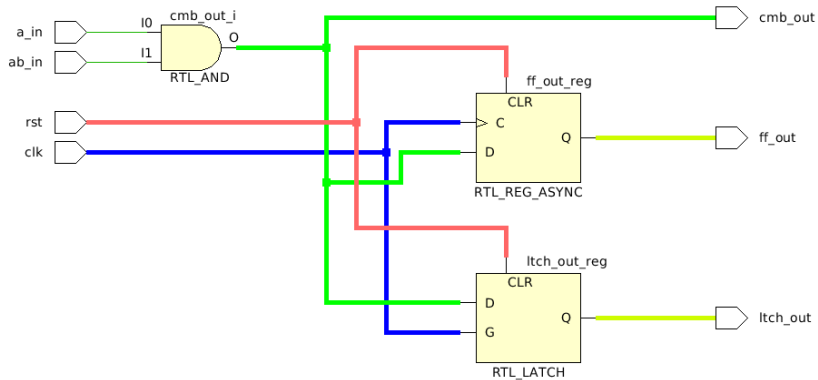 cmb_out_i
a_in
I0
O
cmb_out
ab_in
I1
RTL_AND
ff_out_reg
CLR
rst
C
clk
D
Q
ff_out
RTL_REG_ASYNC
ltch_out_reg
CLR
D
Q
ltch_out
G
RTL_LATCH